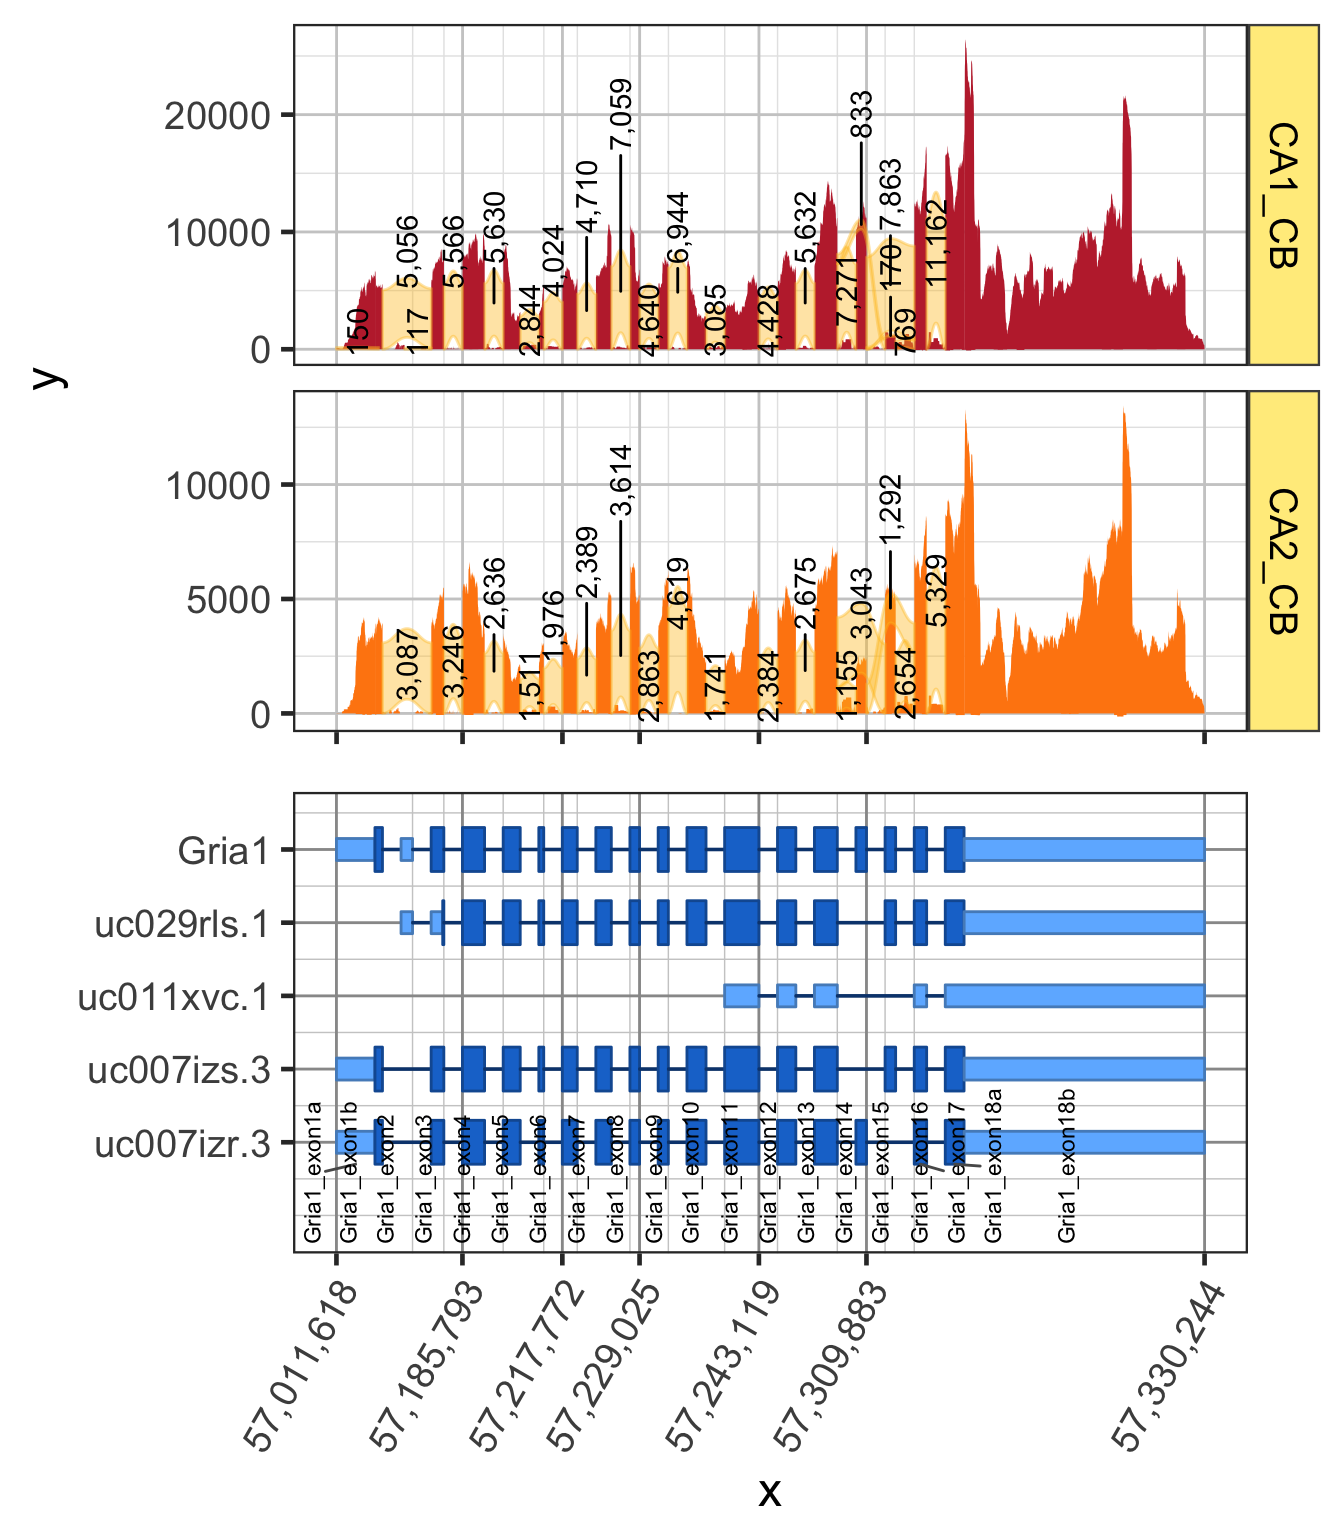 y
20000
10000
0
150
5,056
117
5,566
5,630
2,844
4,024
4,710
7,059
4,640
6,944
3,085
4,428
5,632
7,271
833
170
7,863
769
11,162
CA1_CB
10000
5000
0
3,087
3,246
2,636
1,511
1,976
2,389
3,614
2,863
4,619
1,741
2,384
2,675
1,155
3,043
1,292
2,654
5,329
CA2_CB
Gria1
uc029rls.1
uc011xvc.1
uc007izs.3
uc007izr.3
Gria1_exon1a
Gria1_exon1b
Gria1_exon2
Gria1_exon3
Gria1_exon4
Gria1_exon5
Gria1_exon6
Gria1_exon7
Gria1_exon8
Gria1_exon9
Gria1_exon10
Gria1_exon11
Gria1_exon12
Gria1_exon13
Gria1_exon14
Gria1_exon15
Gria1_exon16
Gria1_exon17
Gria1_exon18a
Gria1_exon18b
57,011,618
57,185,793
57,217,772
57,229,025
57,243,119
57,309,883
57,330,244
x